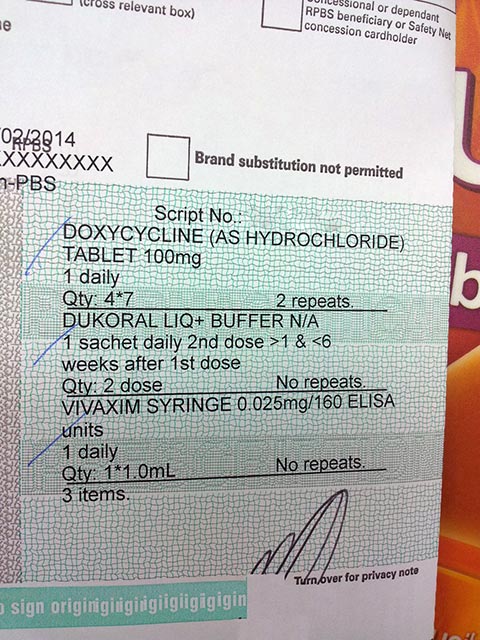 (cross relevant box)
concessional or dependant
RPBS beneficiary or Safety Net
concession cardholder
02/2014
RPBS
XXXXXXXXX
n-PBS
Brand substitution not permitted
Script No.:
DOXYCYCLINE (AS HYDROCHLORIDE)
TABLET 100mg
1 daily
Qty: 4*7 2 repeats.
DUKORAL LIQ+ BUFFER N/A
1 sachet daily 2nd dose >1 & <6
weeks after 1st dose
Qty: 2 dose No repeats.
VIVAXIM SYRINGE 0.025mg/160 ELISA
units
1 daily
Qty: 1*1.0mL No repeats.
3 items.
Turn over for privacy note
sign